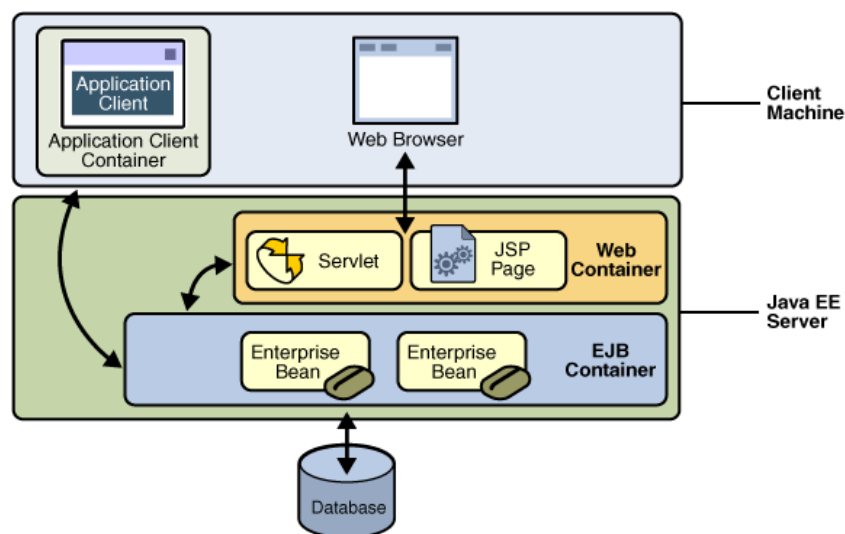 Application
Client
Application Client
Container
Web Browser
Client
Machine
Servlet
JSP
Page
Web
Container
Java EE
Server
Enterprise
Bean
Enterprise
Bean
EJB
Container
Database